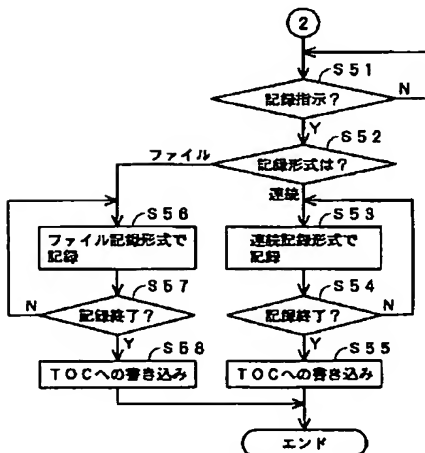 2
S51
記録指示?
N
Y
S52
ファイル
記録形式は?
連続
S56
S53
ファイル記録形式で
記録
連続記録形式で
記録
S57
S54
N
記録終了?
記録終了?
N
Y
S58
Y
S55
TOCへの書き込み
TOCへの書き込み
エンド